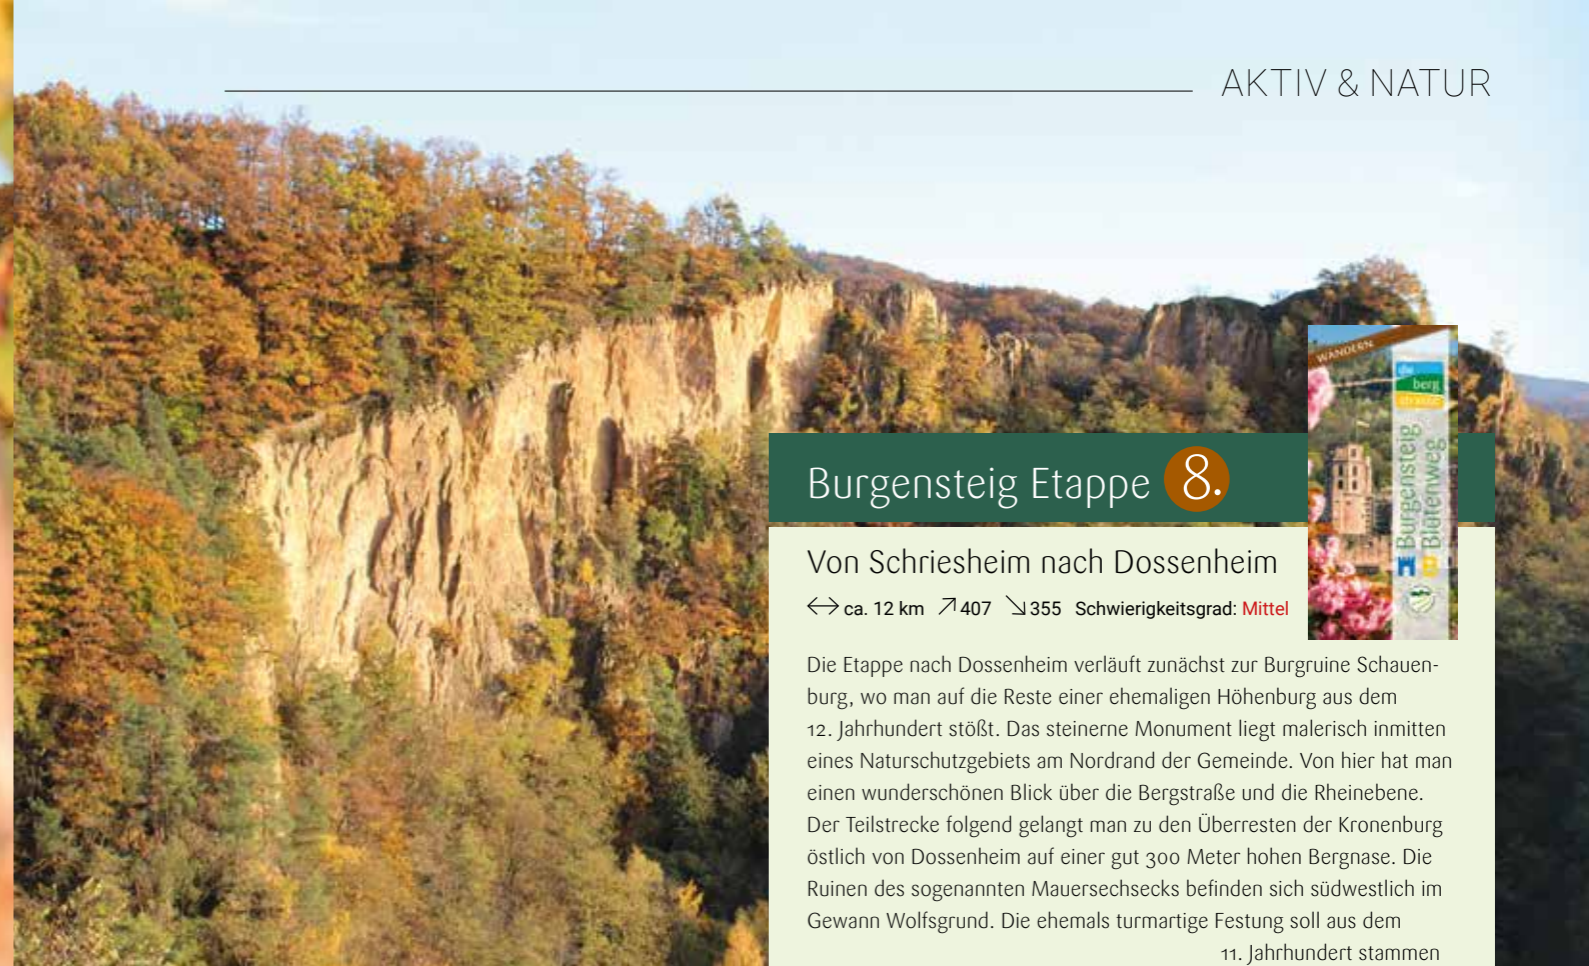 AKTIV & NATUR
WANDERN
die
berg
strasse
Burgensteig
Blütenweg
Burgensteig Etappe 8.
Von Schriesheim nach Dossenheim
↔ ca. 12 km ↗ 407 ↘ 355 Schwierigkeitsgrad: Mittel
Die Etappe nach Dossenheim verläuft zunächst zur Burgruine Schauen-
burg, wo man auf die Reste einer ehemaligen Höhenburg aus dem
12. Jahrhundert stößt. Das steinerne Monument liegt malerisch inmitten
eines Naturschutzgebiets am Nordrand der Gemeinde. Von hier hat man
einen wunderschönen Blick über die Bergstraße und die Rheinebene.
Der Teilstrecke folgend gelangt man zu den Überresten der Kronenburg
östlich von Dossenheim auf einer gut 300 Meter hohen Bergnase. Die
Ruinen des sogenannten Mauersechsecks befinden sich südwestlich im
Gewann Wolfsgrund. Die ehemals turmartige Festung soll aus dem
11. Jahrhundert stammen